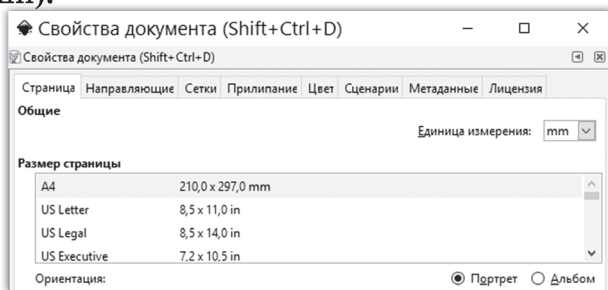 Свойства документа (Shift+Ctrl+D)
Свойства документа (Shift+Ctrl+D)
Страница Направляющие Сетки Прилипание Цвет Сценарии Метаданные Лицензия
Общие
Единица измерения: mm
Размер страницы
A4 210,0 x 297,0 mm
US Letter 8,5 x 11,0 in
US Legal 8,5 x 14,0 in
US Executive 7,2 x 10,5 in
Ориентация: Портрет Альбом